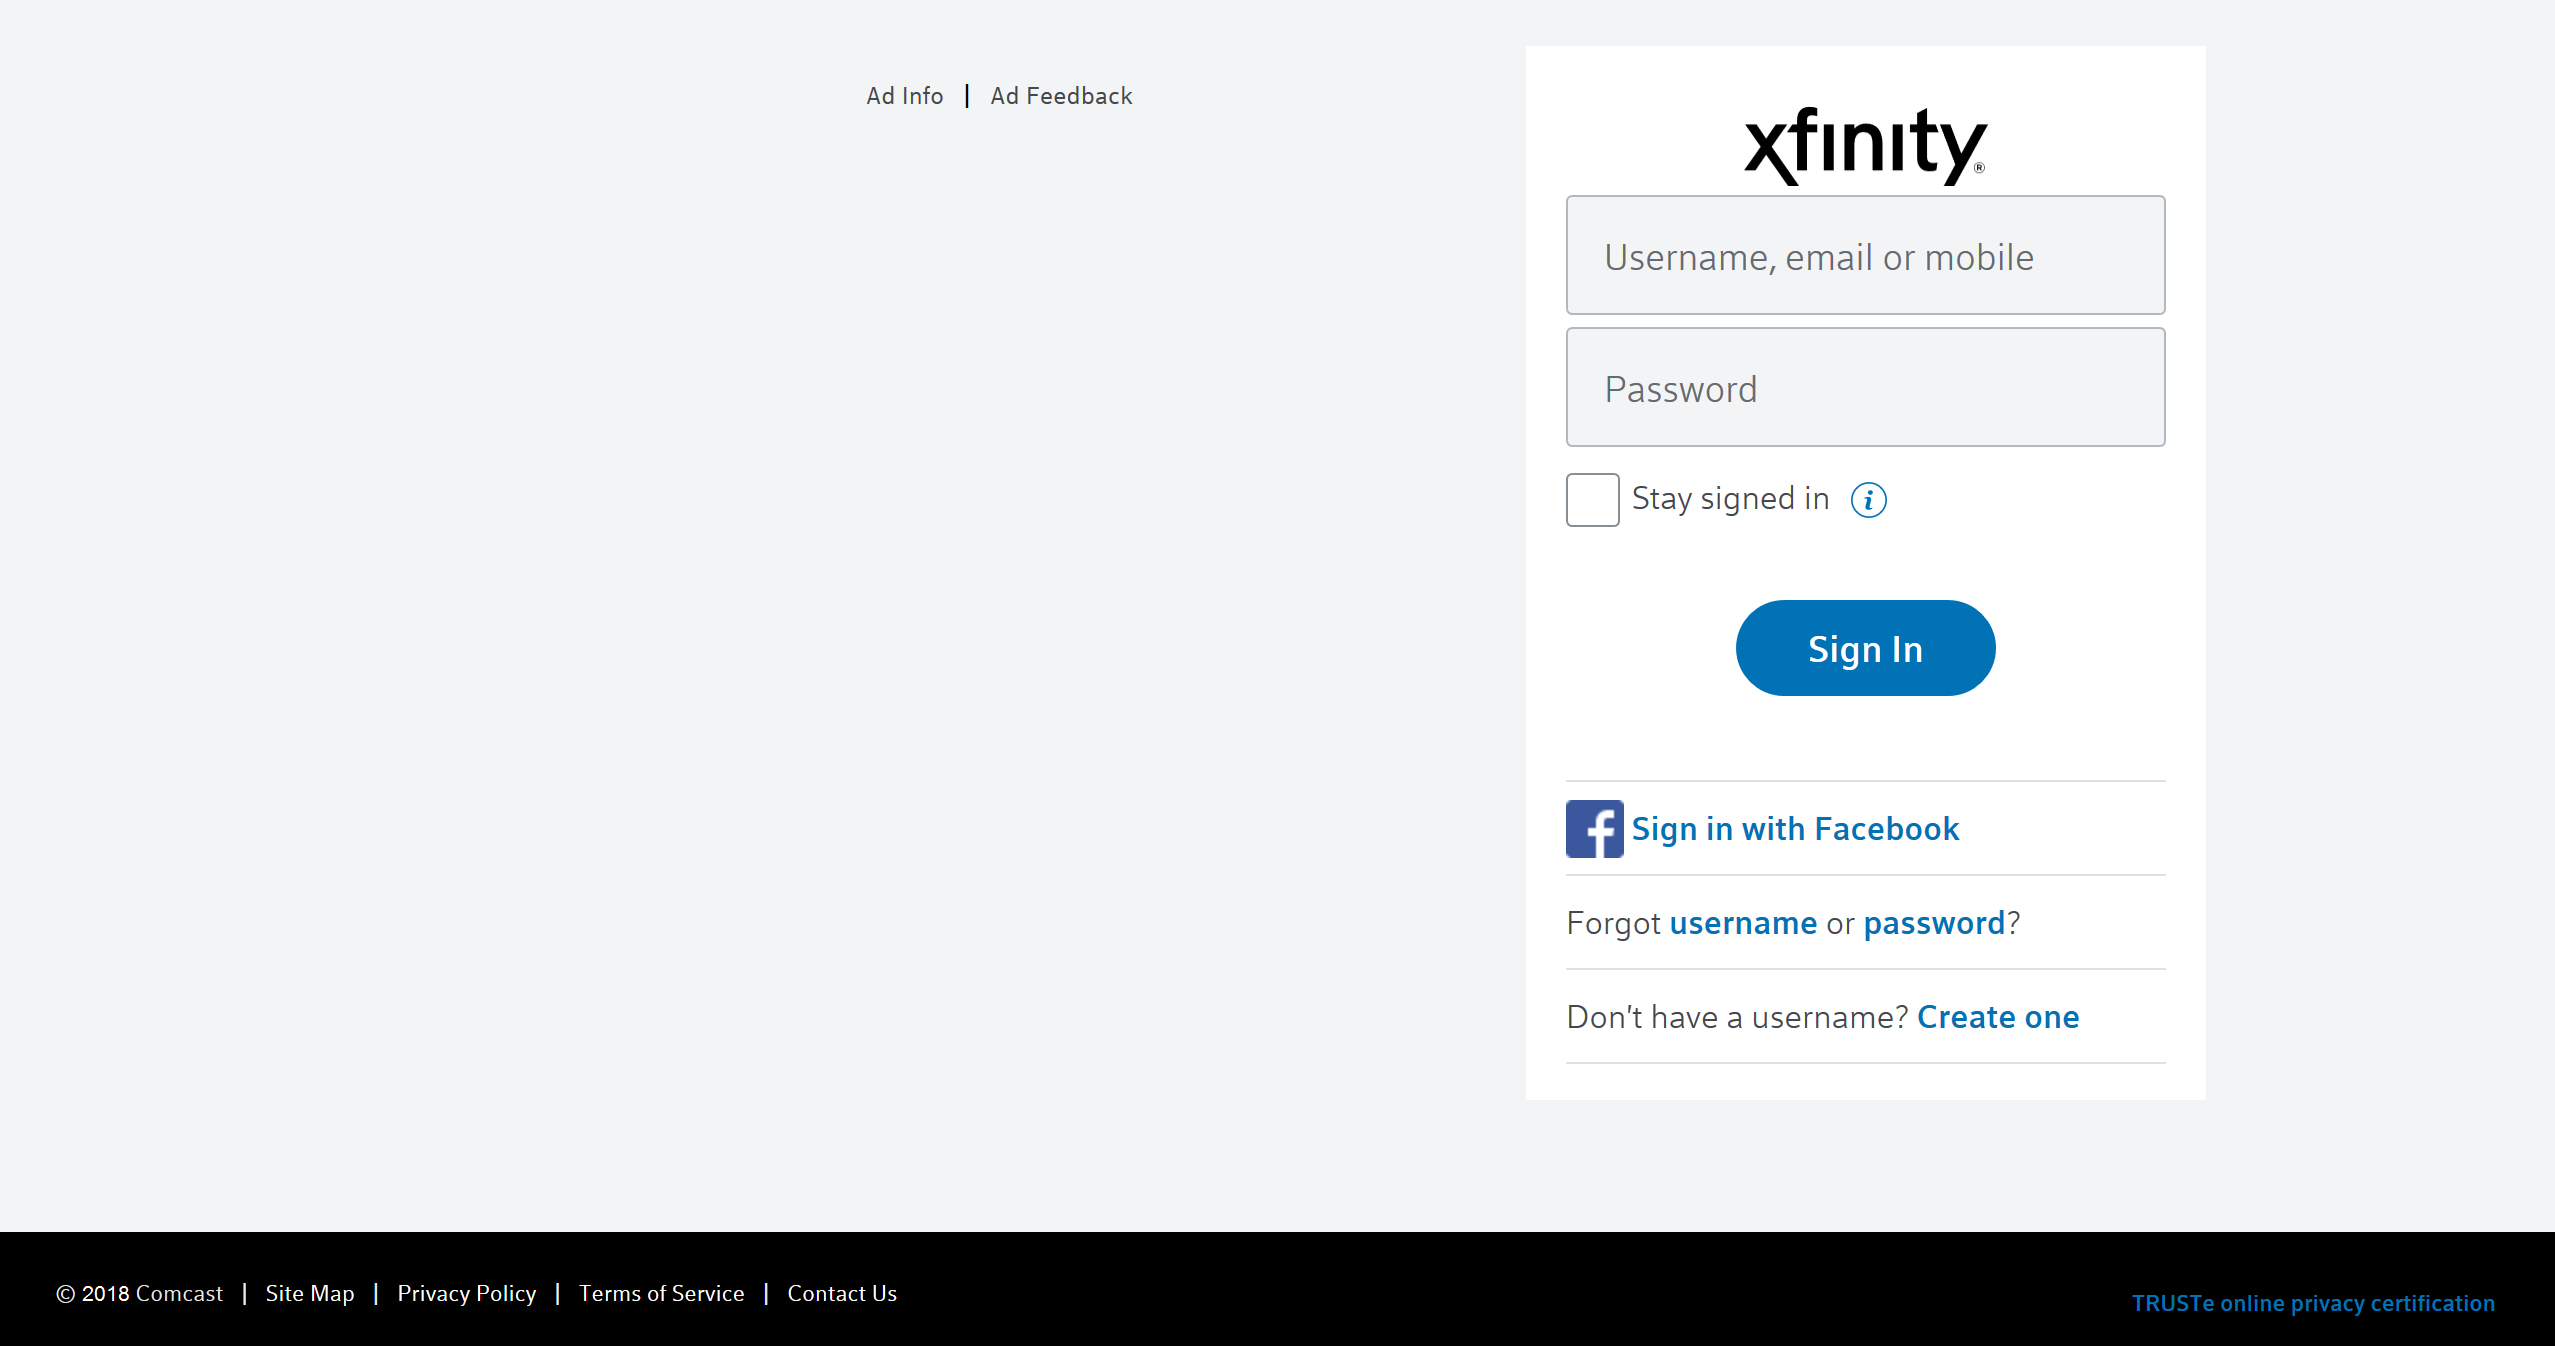 Ad Info | Ad Feedback
xfinity®
Username, email or mobile
Password
Stay signed in i
Sign In
f Sign in with Facebook
Forgot username or password?
Don't have a username? Create one
© 2018 Comcast | Site Map | Privacy Policy | Terms of Service | Contact Us
TRUSTe online privacy certification